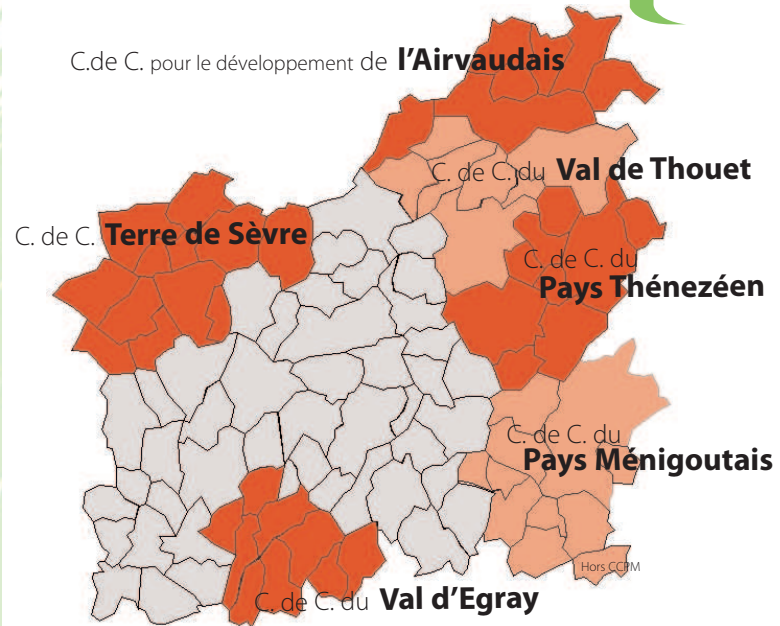 C.de C. pour le développement de l’Airvaudais
C. de C. du Val de Thouet
C. de C. Terre de Sèvre
C. de C. du
Pays Thénezéen
C. de C. du
Pays Ménigoutais
Hors CCPM
C. de C. du Val d’Egray